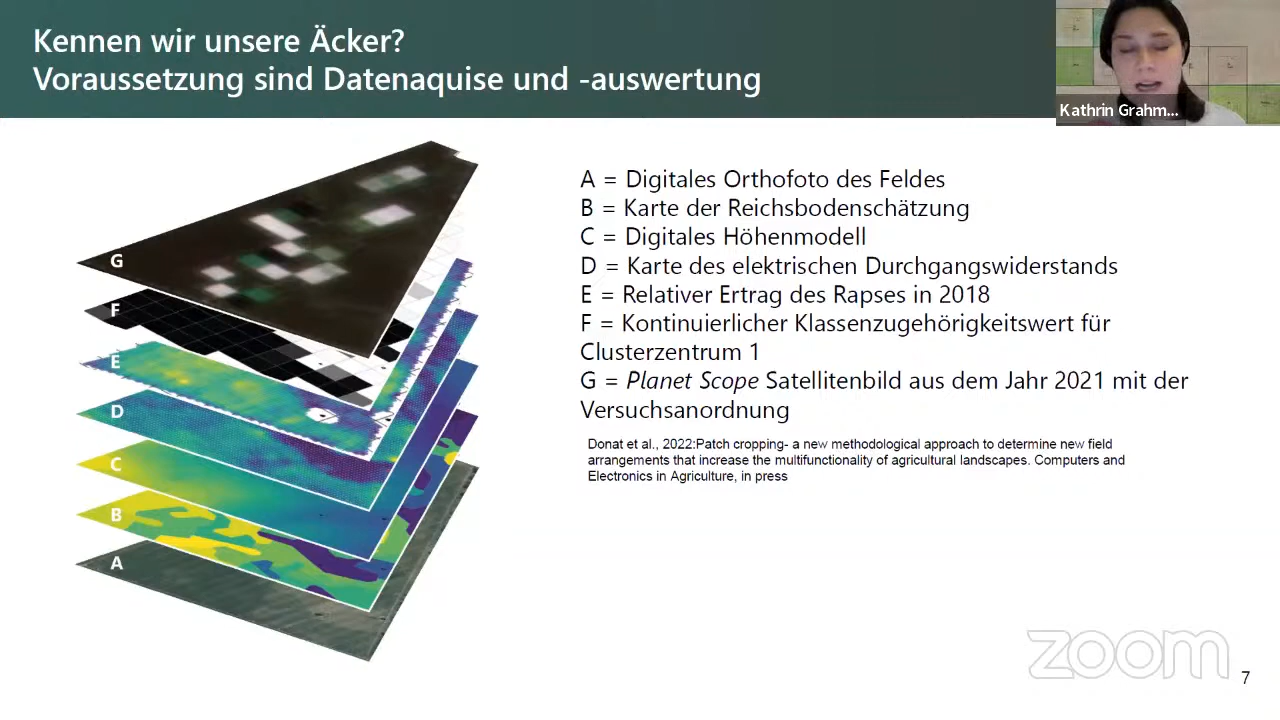 Kennen wir unsere Äcker?
Voraussetzung sind Datenaquise und -auswertung
Kathrin Grahm...
A = Digitales Orthofoto des Feldes
B = Karte der Reichsbodenschätzung
C = Digitales Höhenmodell
D = Karte des elektrischen Durchgangswiderstands
E = Relativer Ertrag des Rapses in 2018
F = Kontinuierlicher Klassenzugehörigkeitswert für
Clusterzentrum 1
G = Planet Scope Satellitenbild aus dem Jahr 2021 mit der
Versuchsanordnung
Donat et al., 2022:Patch cropping- a new methodological approach to determine new field
arrangements that increase the multifunctionality of agricultural landscapes. Computers and
Electronics in Agriculture, in press
G
F
E
D
C
B
A
zoom
7